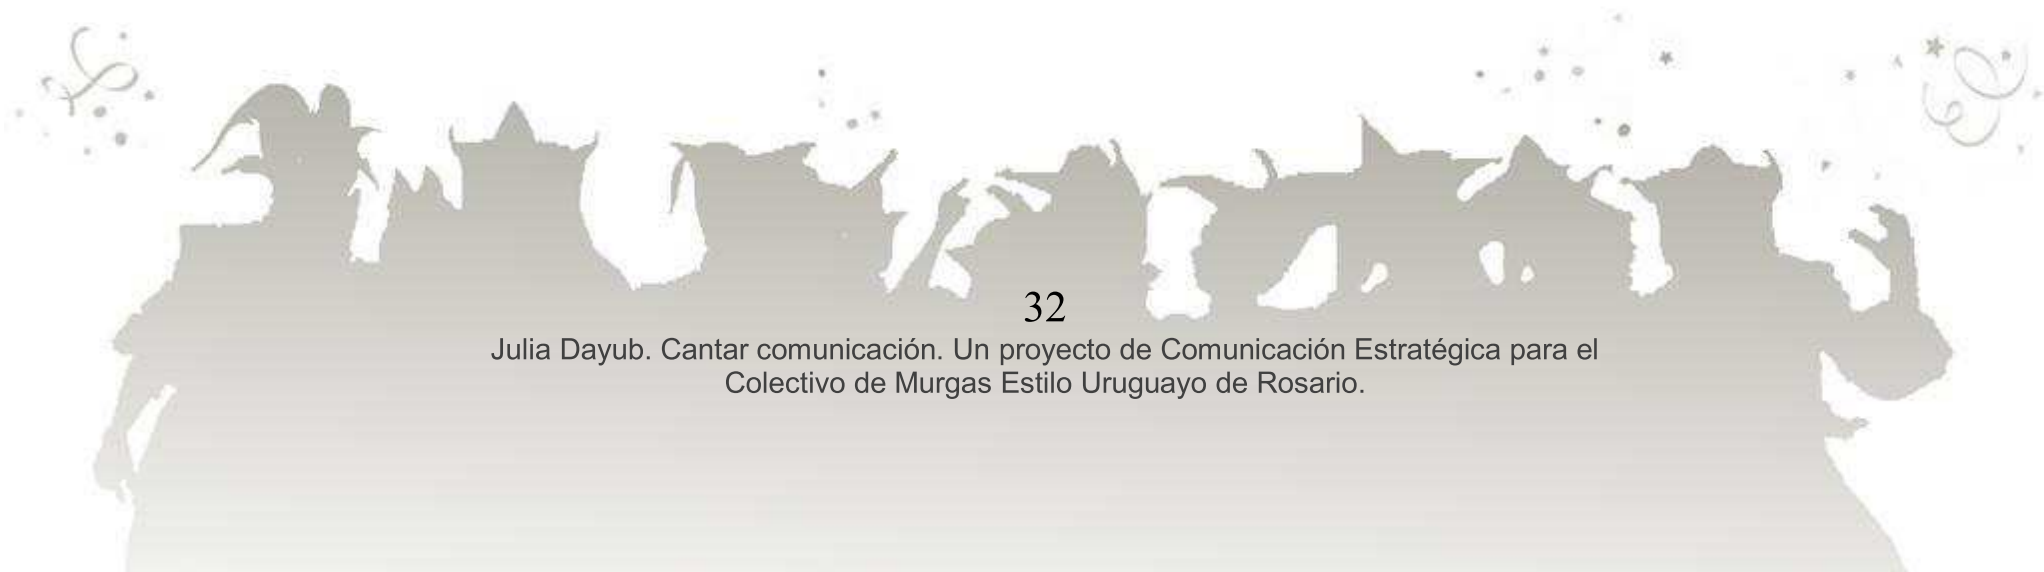 32
Julia Dayub. Cantar comunicación. Un proyecto de Comunicación Estratégica para el
Colectivo de Murgas Estilo Uruguayo de Rosario.